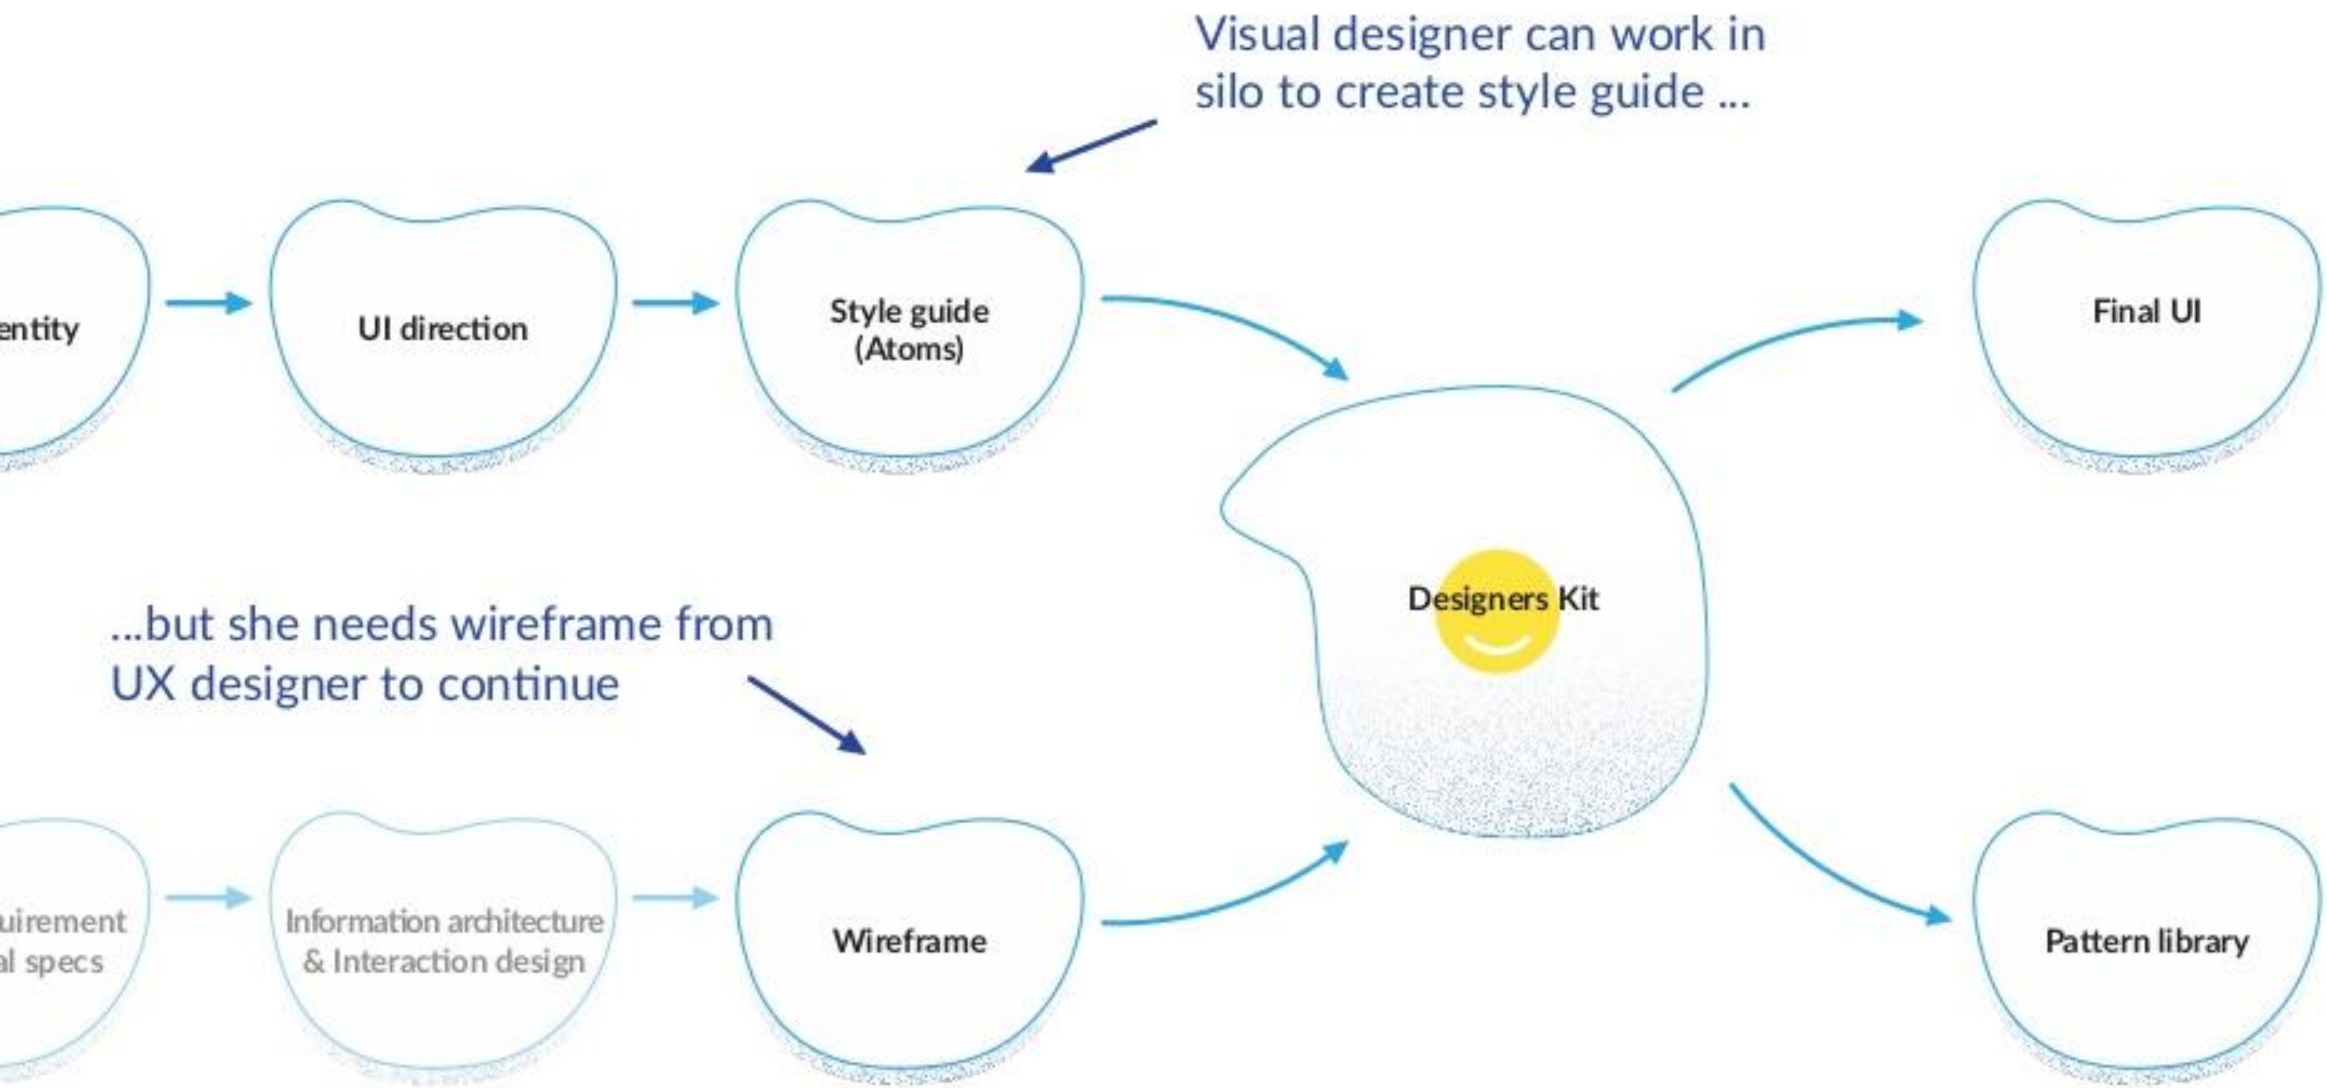 Visual designer can work in
silo to create style guide ...
entity
UI direction
Style guide
(Atoms)
Final UI
Designers Kit
...but she needs wireframe from
UX designer to continue
uirement
al specs
Information architecture
& Interaction design
Wireframe
Pattern library